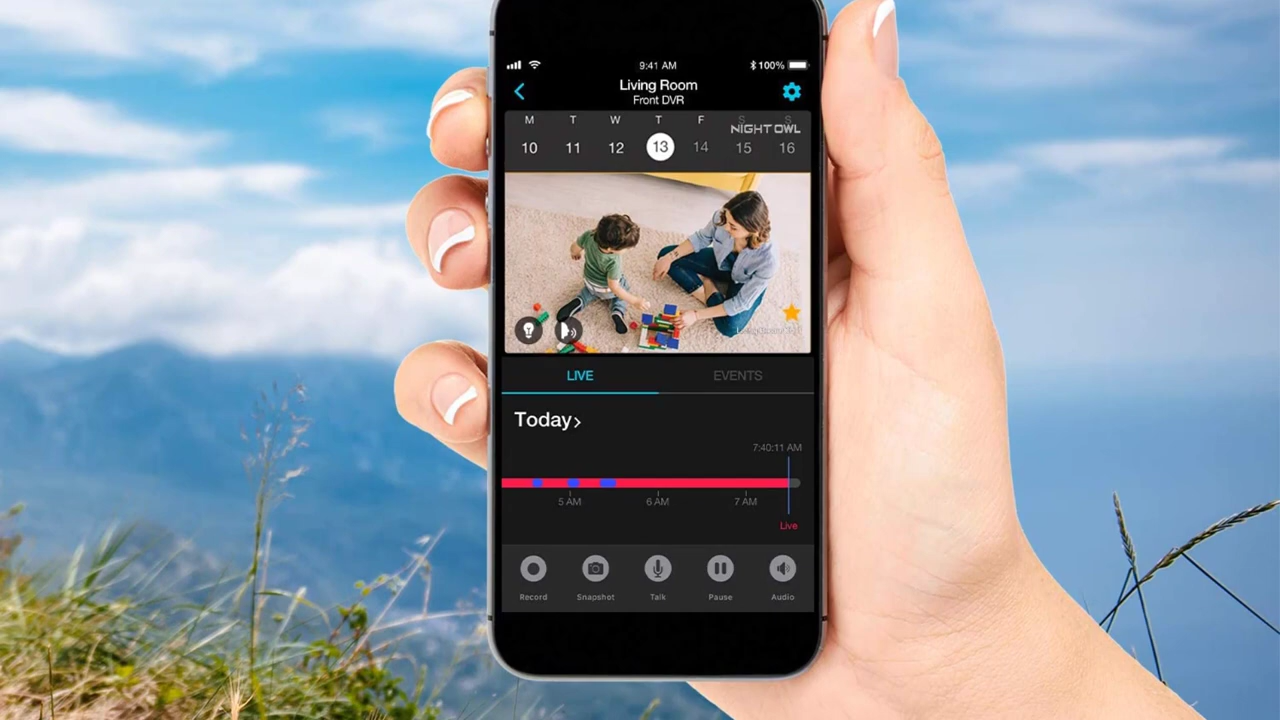 9:41 AM
100%
Living Room
Front DVR
M T W T F S S
NIGHT OWL
10 11 12 13 14 15 16
LIVE EVENTS
Today>
7:40:11 AM
5 AM 6 AM 7 AM
Live
Record Snapshot Talk Pause Audio